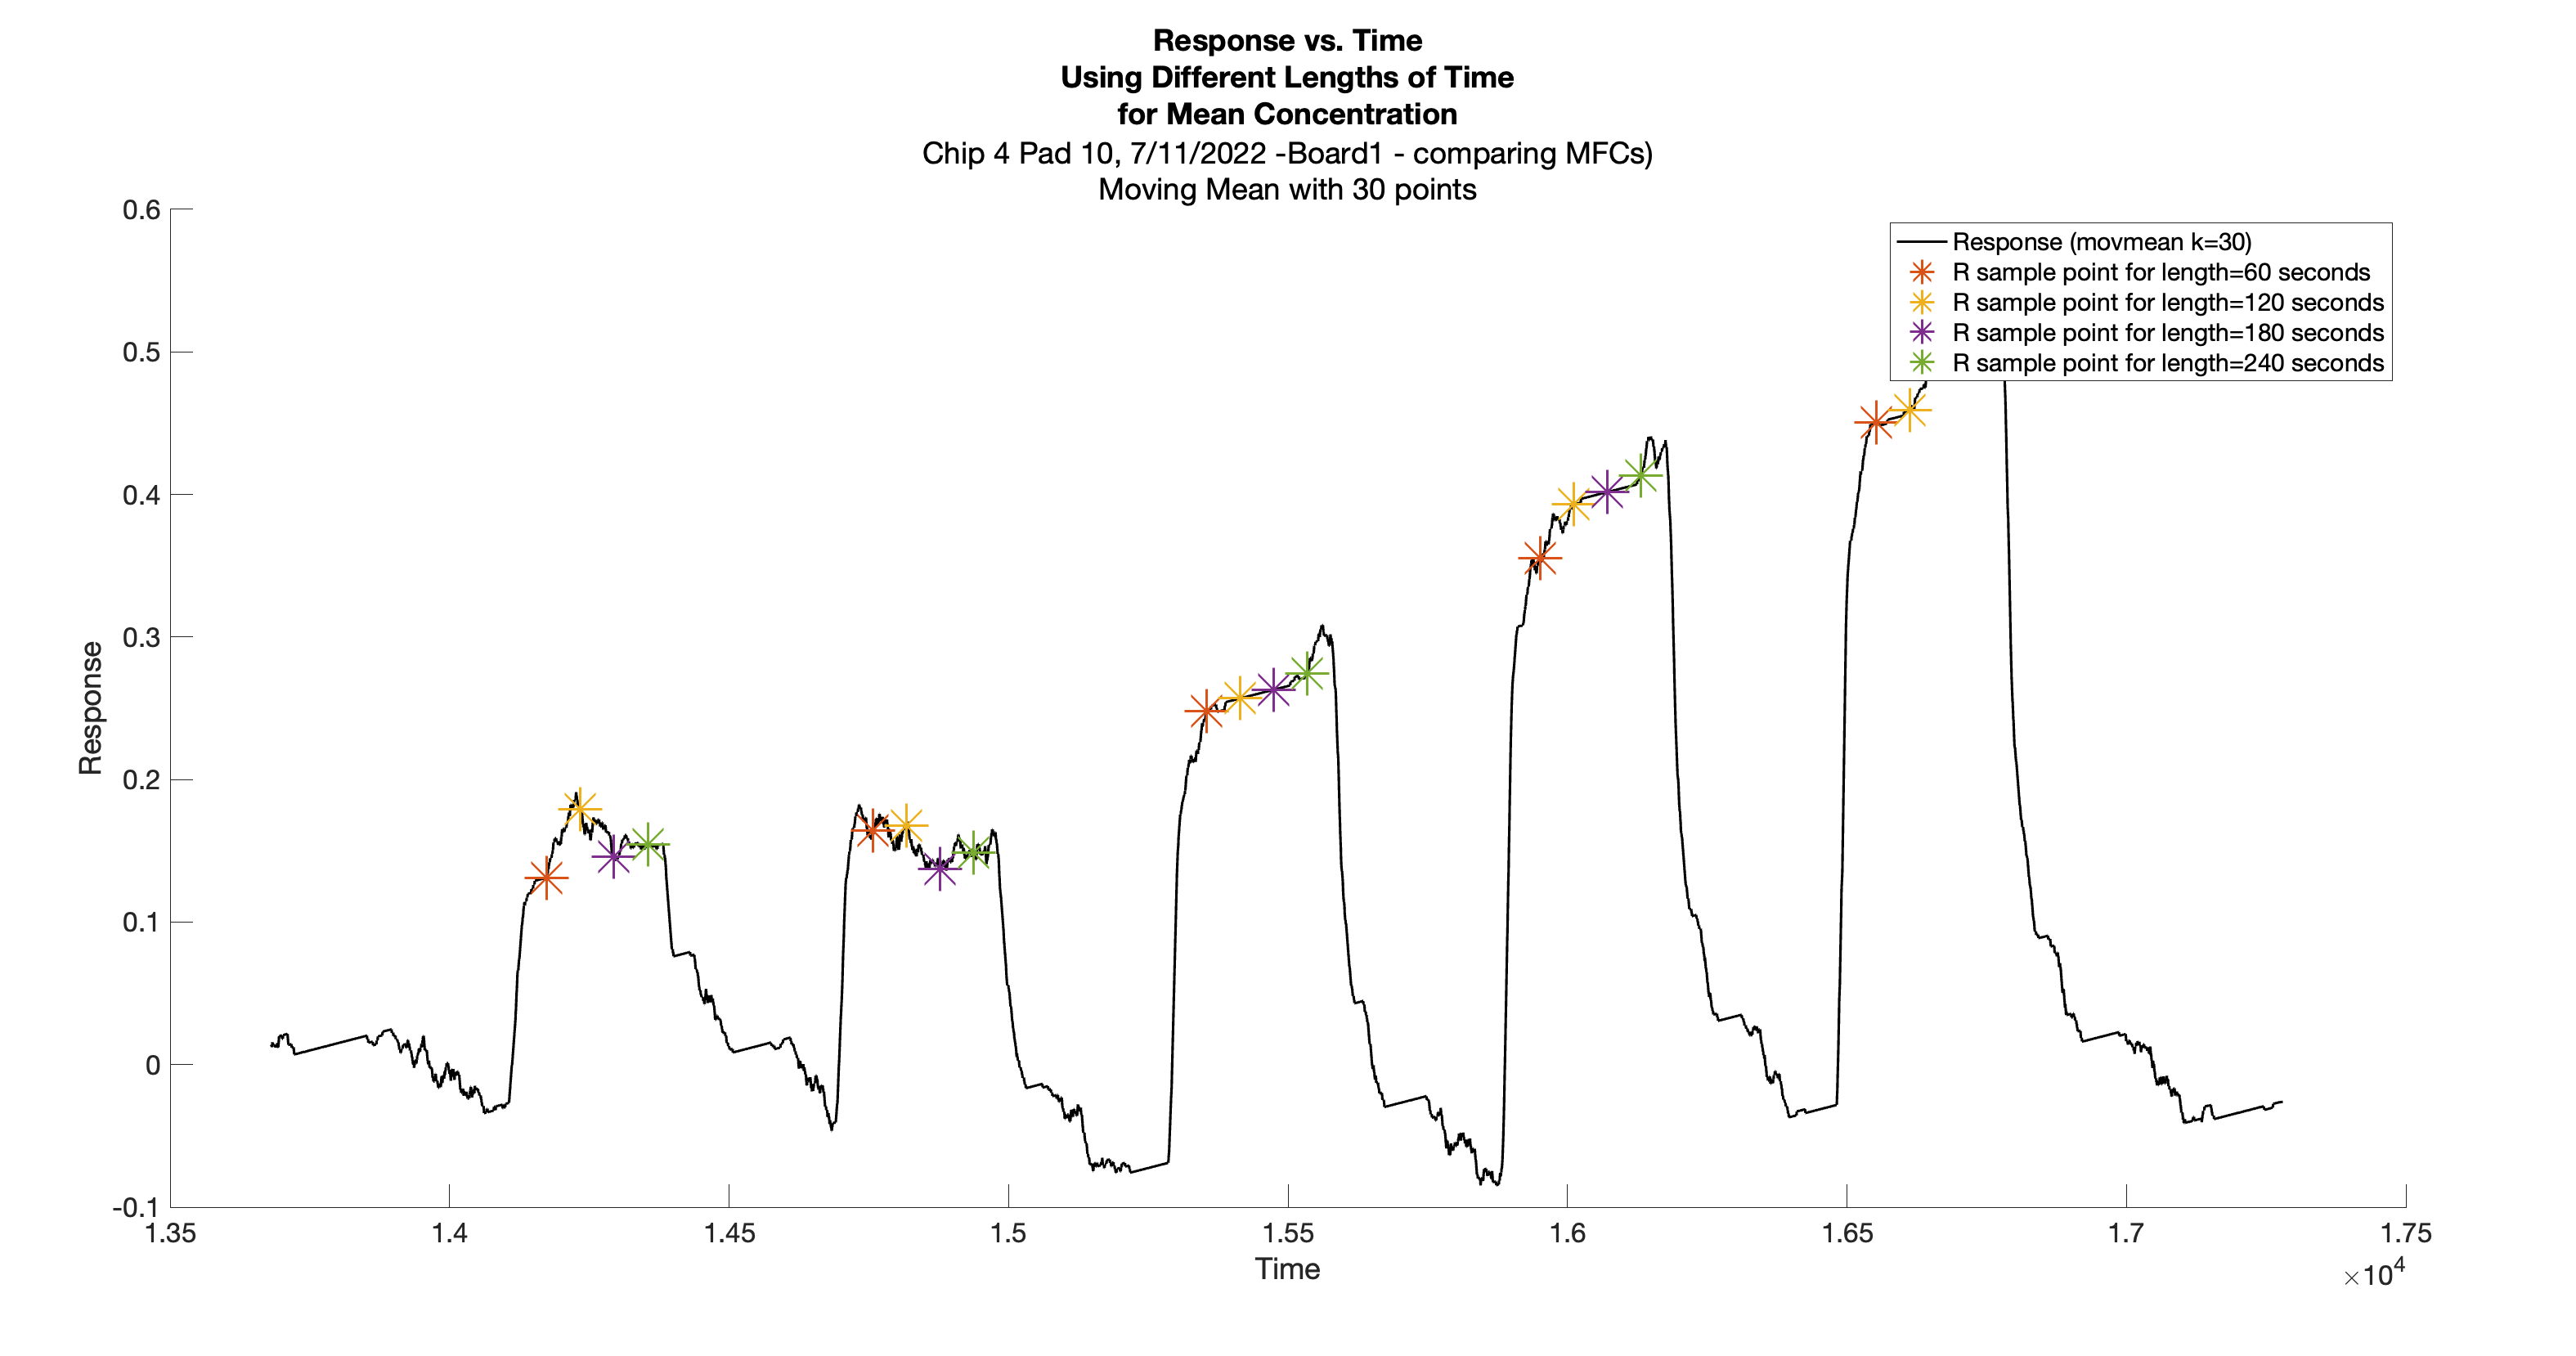 Response vs. Time
Using Different Lengths of Time
for Mean Concentration
Chip 4 Pad 10, 7/11/2022 -Board1 - comparing MFCs)
Moving Mean with 30 points
Response (movmean k=30)
R sample point for length=60 seconds
R sample point for length=120 seconds
R sample point for length=180 seconds
R sample point for length=240 seconds
Response
0.6
0.5
0.4
0.3
0.2
0.1
0
-0.1
1.35 1.4 1.45 1.5 1.55 1.6 1.65 1.7 1.75
Time
×10⁴